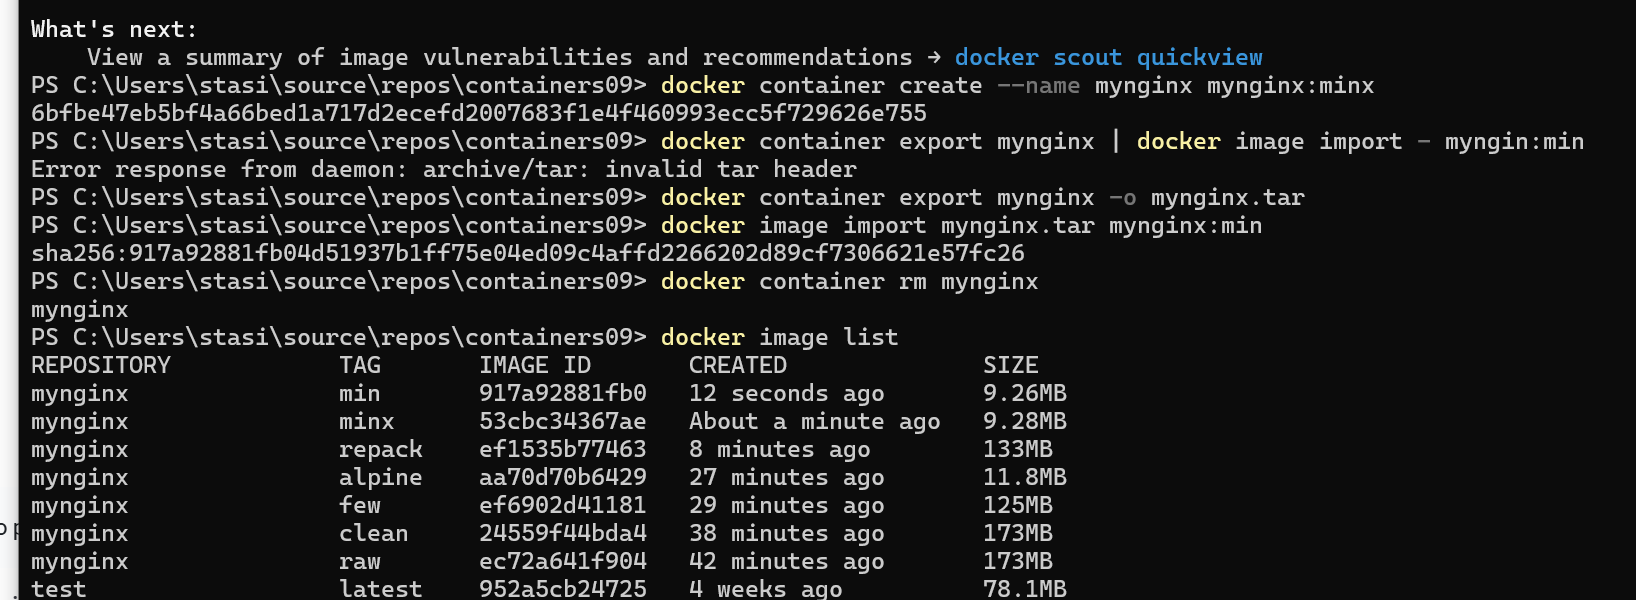 What's next:
    View a summary of image vulnerabilities and recommendations → docker scout quickview
PS C:\Users\stasi\source\repos\containers09> docker container create --name mynginx mynginx:minx
6bfbe47eb5bf4a66bed1a717d2ecefd2007683f1e4f460993ecc5f729626e755
PS C:\Users\stasi\source\repos\containers09> docker container export mynginx | docker image import - myngin:min
Error response from daemon: archive/tar: invalid tar header
PS C:\Users\stasi\source\repos\containers09> docker container export mynginx -o mynginx.tar
PS C:\Users\stasi\source\repos\containers09> docker image import mynginx.tar mynginx:min
sha256:917a92881fb04d51937b1ff75e04ed09c4affd2266202d89cf7306621e57fc26
PS C:\Users\stasi\source\repos\containers09> docker container rm mynginx
mynginx
PS C:\Users\stasi\source\repos\containers09> docker image list
REPOSITORY            TAG       IMAGE ID       CREATED              SIZE
mynginx               min       917a92881fb0   12 seconds ago       9.26MB
mynginx               minx      53cbc34367ae   About a minute ago   9.28MB
mynginx               repack    ef1535b77463   8 minutes ago        133MB
mynginx               alpine    aa70d70b6429   27 minutes ago       11.8MB
mynginx               few       ef6902d41181   29 minutes ago       125MB
mynginx               clean     24559f44bda4   38 minutes ago       173MB
mynginx               raw       ec72a641f904   42 minutes ago       173MB
test                  latest    952a5cb24725   4 weeks ago          78.1MB